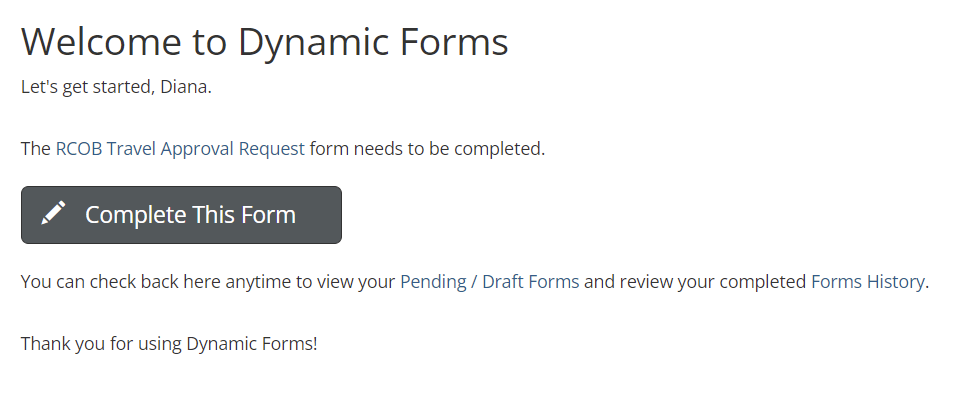 Welcome to Dynamic Forms
Let's get started, Diana.
The RCOB Travel Approval Request form needs to be completed.
Complete This Form
You can check back here anytime to view your Pending / Draft Forms and review your completed Forms History.
Thank you for using Dynamic Forms!